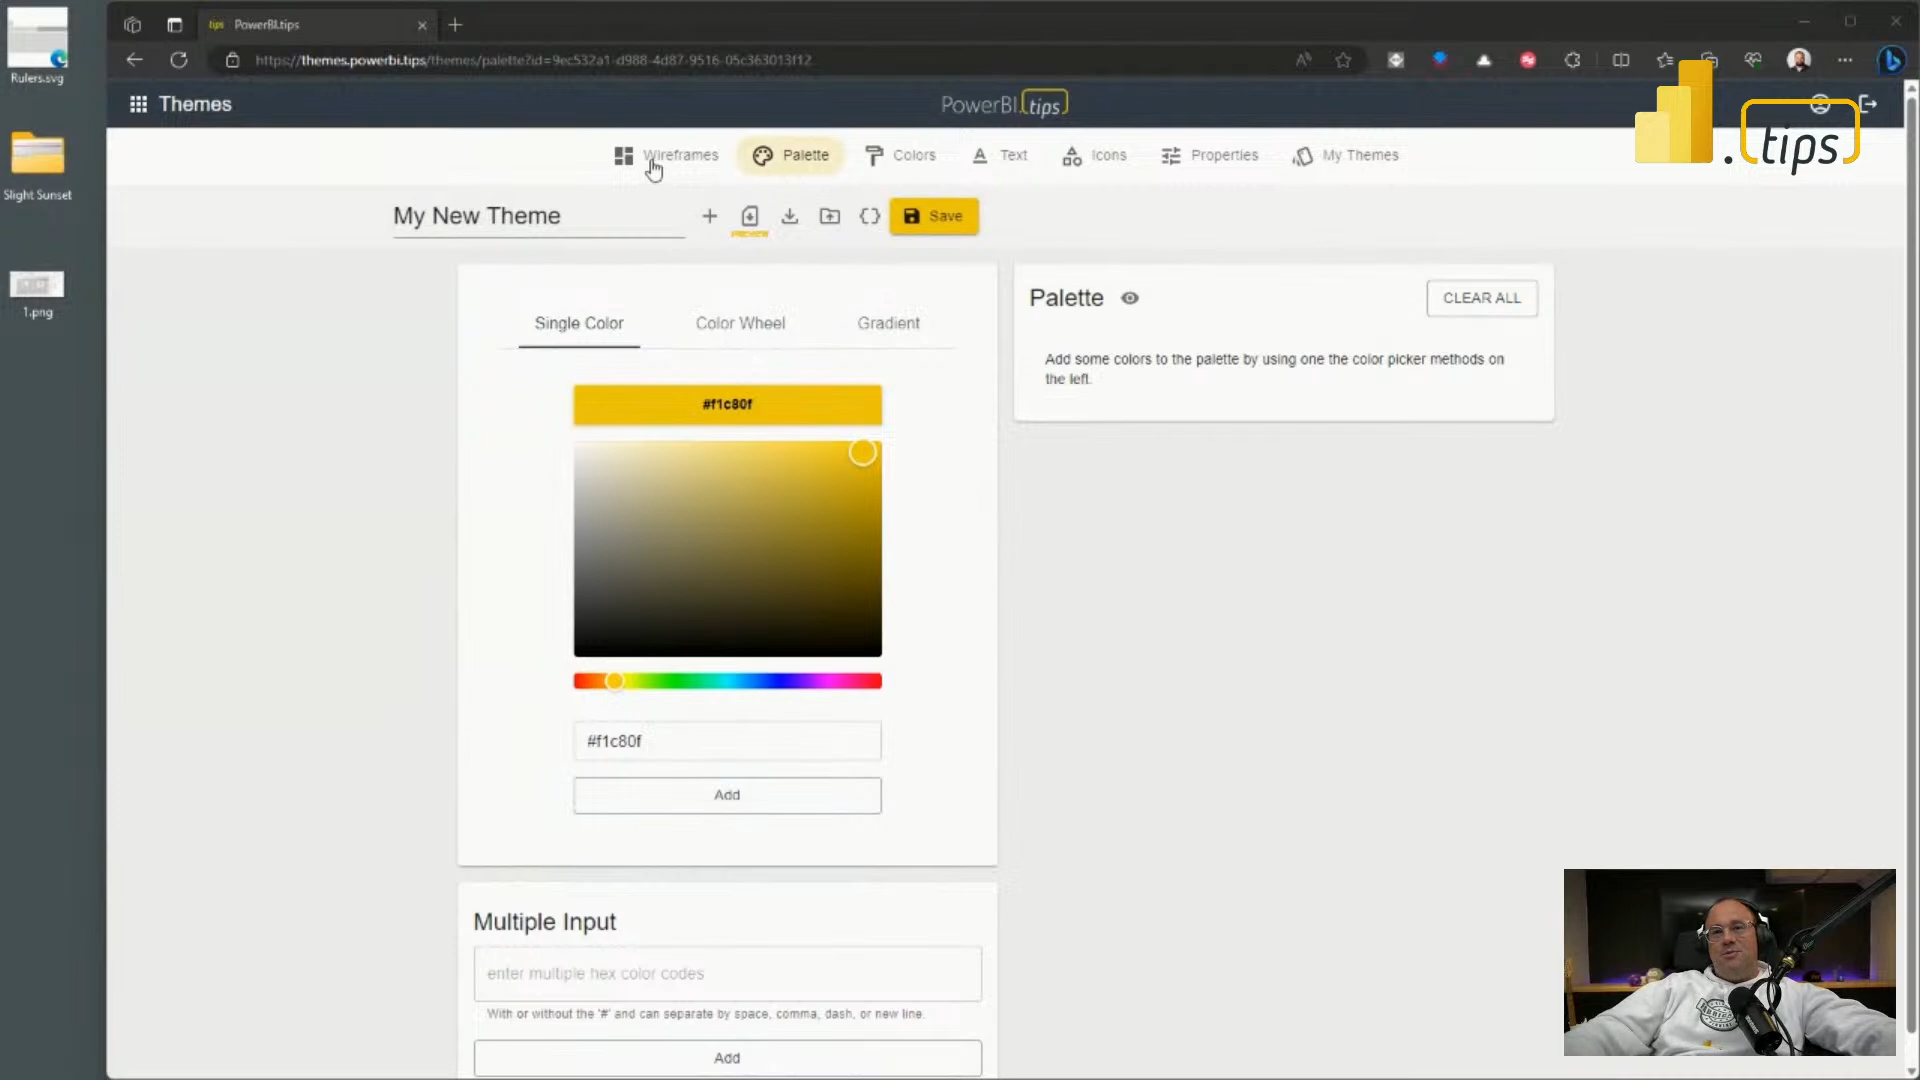 PowerBI.tips
https://themes.powerbi.tips/themes/palette?id=9ec532a1-d988-4d87-9516-05c363013f12
Rulers.svg
Slight Sunset
1.png
Themes
PowerBI.tips
.tips
Wireframes Palette Colors Text Icons Properties My Themes
My New Theme
PREVIEW
Save
Single Color Color Wheel Gradient
#f1c80f
#f1c80f
Add
Palette
CLEAR ALL
Add some colors to the palette by using one the color picker methods on
the left.
Multiple Input
enter multiple hex color codes
With or without the '#' and can separate by space, comma, dash, or new line.
Add